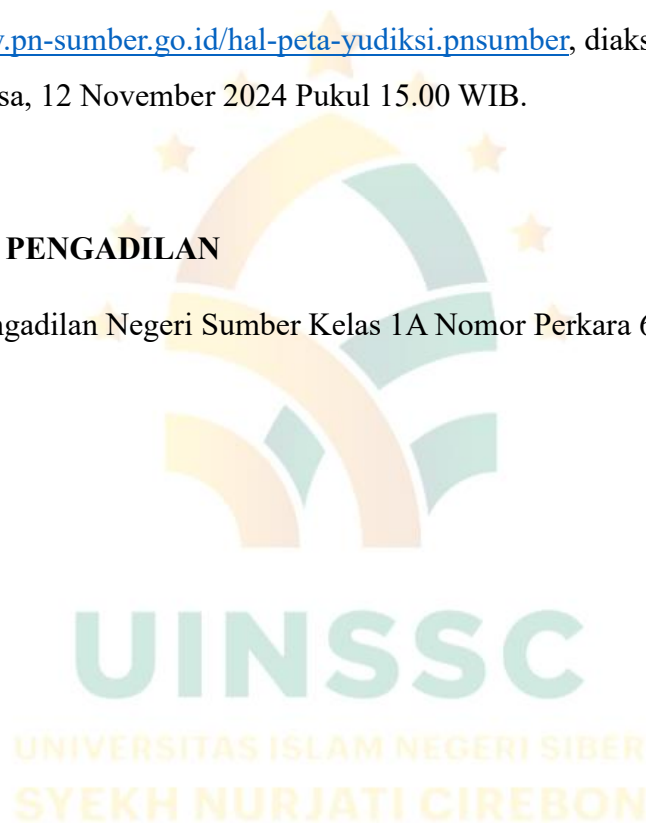 .pn-sumber.go.id/hal-peta-yudiksi.pnsumber, diaks
sa, 12 November 2024 Pukul 15.00 WIB.
PENGADILAN
ngadilan Negeri Sumber Kelas 1A Nomor Perkara 6
UINSSC
UNIVERSITAS ISLAM NEGERI SIBER
SYEKH NURJATI CIREBON